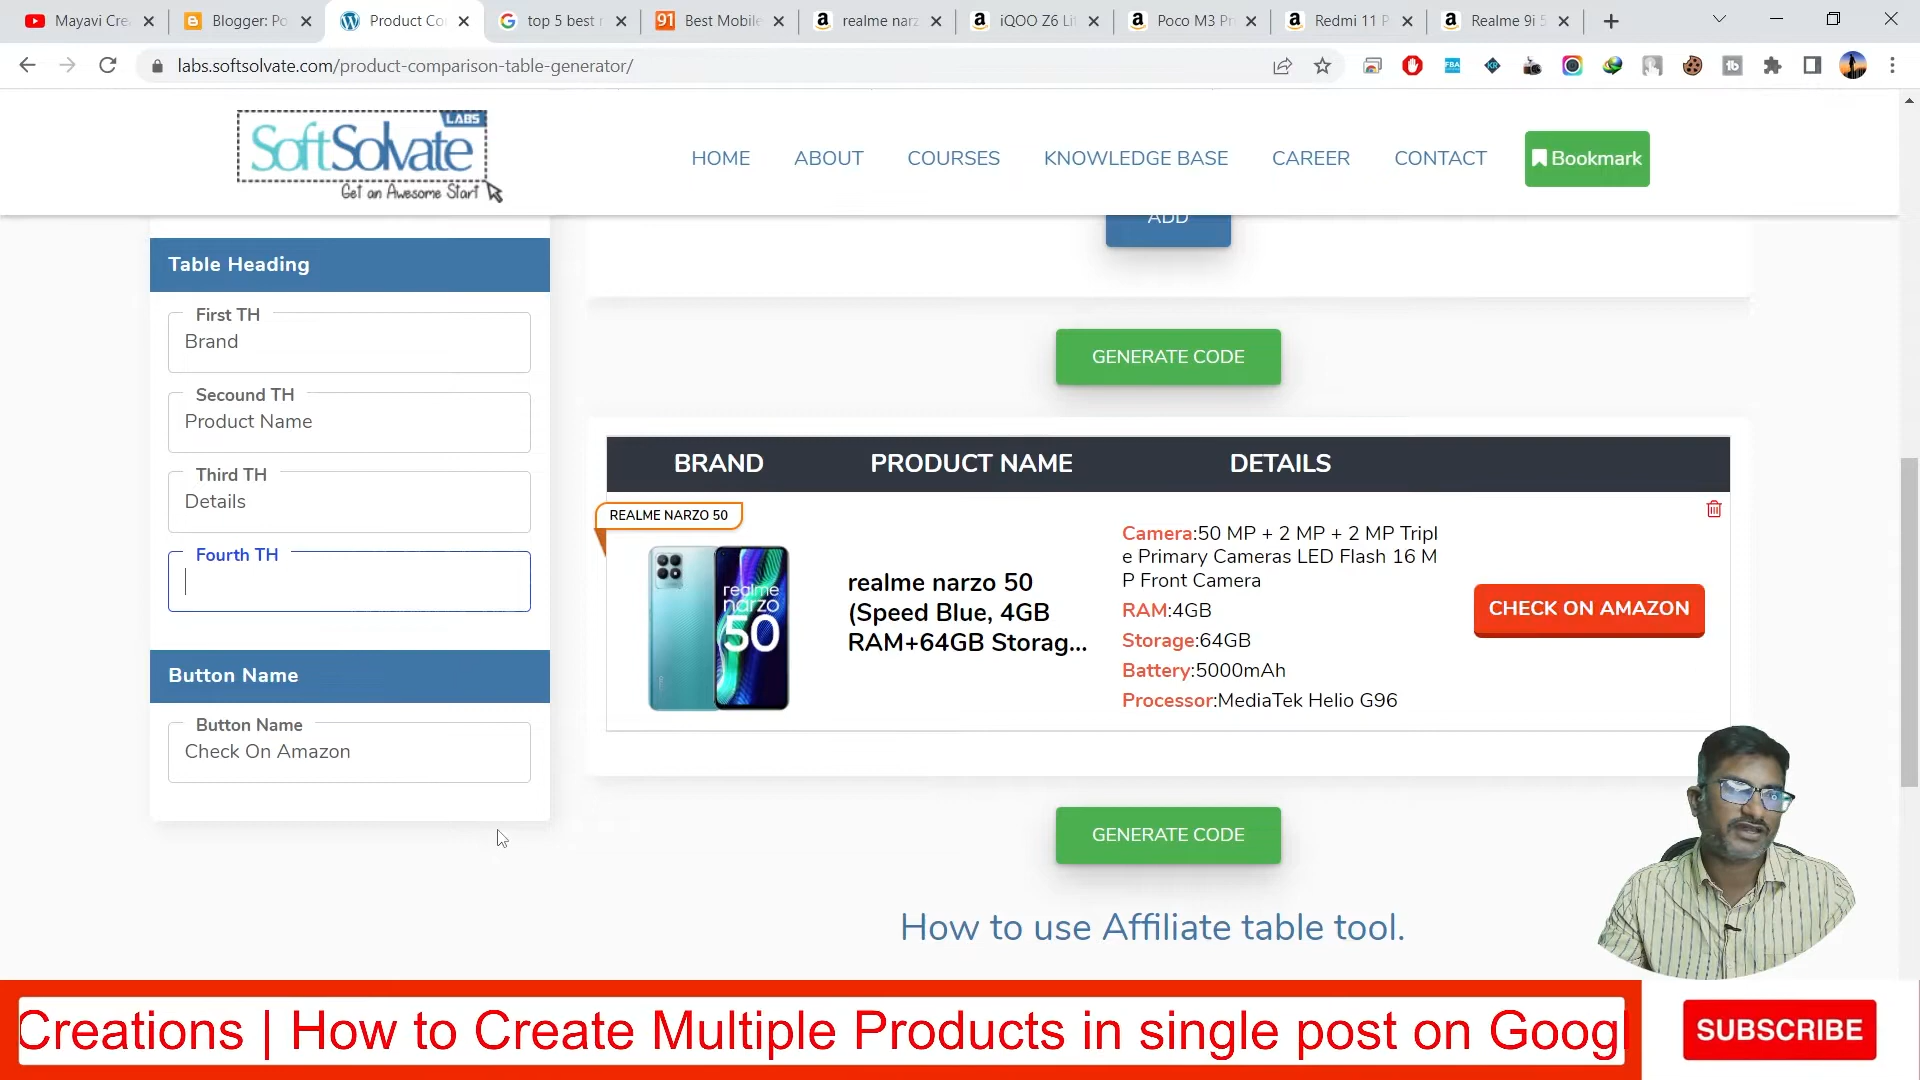 Mayavi Cre
Blogger: Po
Product Co
top 5 best
Best Mobile
realme narz
iQOO Z6 Li
Poco M3 Pr
Redmi 11 P
Realme 9i 5
labs.softsolvate.com/product-comparison-table-generator/
LABS
SoftSolvate
Get an Awesome Start
HOME
ABOUT
COURSES
KNOWLEDGE BASE
CAREER
CONTACT
Bookmark
ADD
Table Heading
First TH
Brand
Secound TH
Product Name
Third TH
Details
Fourth TH
Button Name
Button Name
Check On Amazon
GENERATE CODE
BRAND
PRODUCT NAME
DETAILS
REALME NARZO 50
realme
narzo
50
realme narzo 50
(Speed Blue, 4GB
RAM+64GB Storag...
Camera:50 MP + 2 MP + 2 MP Tripl
e Primary Cameras LED Flash 16 M
P Front Camera
RAM:4GB
Storage:64GB
Battery:5000mAh
Processor:MediaTek Helio G96
CHECK ON AMAZON
GENERATE CODE
How to use Affiliate table tool.
Creations | How to Create Multiple Products in single post on Googl
SUBSCRIBE